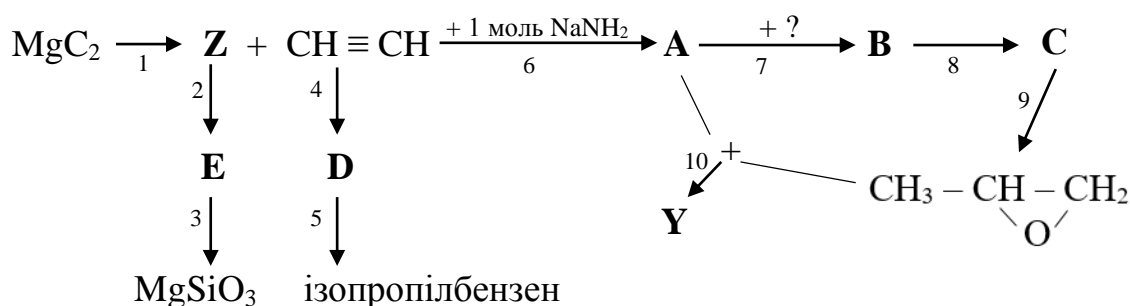 MgC₂ 1 Z + CH ≡ CH + 1 моль NaNH₂ 6 A + ? 7 B 8 C
2 4 9
E D 10 + CH₃ – CH – CH₂
O
3 5 Y
MgSiO₃ ізопропілбензен